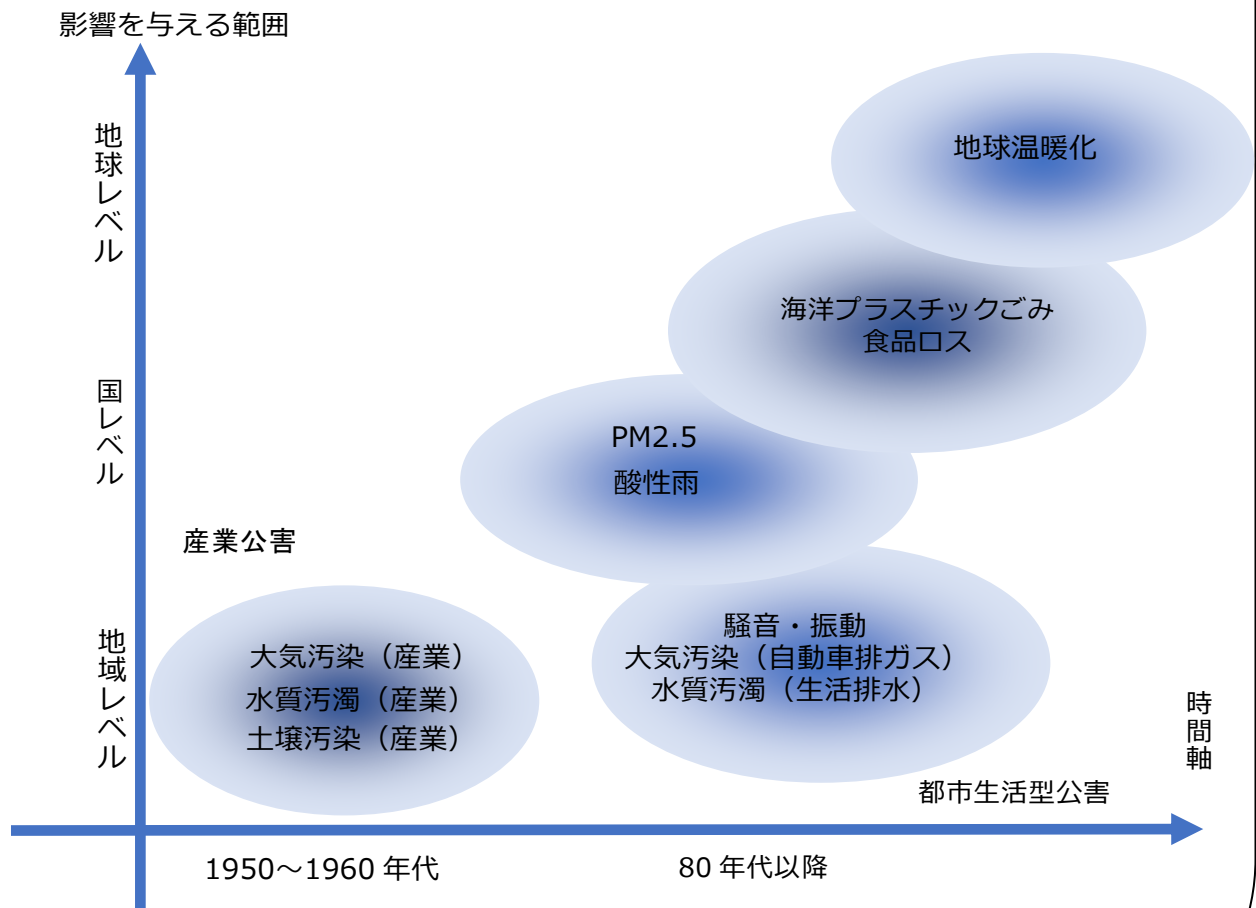 影響を与える範囲
地球レベル
地球温暖化
海洋プラスチックごみ
食品ロス
国レベル
PM2.5
酸性雨
産業公害
地域レベル
大気汚染（産業）
水質汚濁（産業）
土壌汚染（産業）
騒音・振動
大気汚染（自動車排ガス）
水質汚濁（生活排水）
時間軸
都市生活型公害
1950～1960 年代
80 年代以降